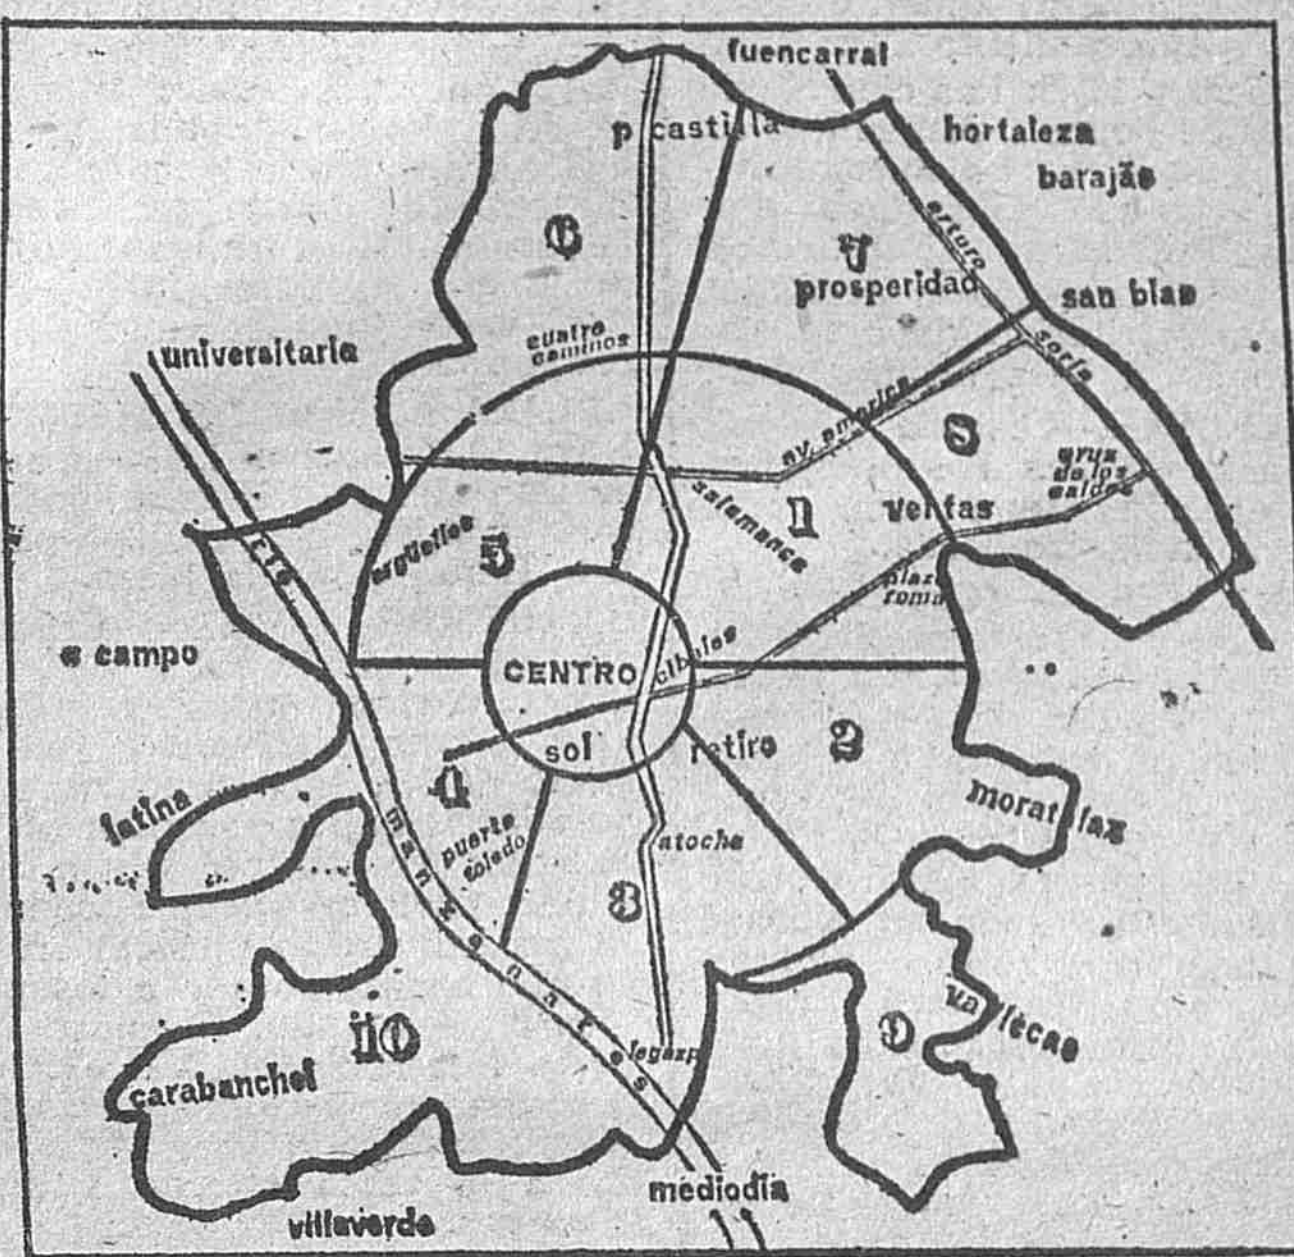 fuencarral
p castilla
hortaleza
barajas
6
7
arturo
prosperidad
san blas
soria
cuatro
caminos
universitaria
av. america
8
cruz
de los
caidos
salamanca
1
ventas
argüelles
5
rio
plaza
roma
c campo
CENTRO
cibeles
sol
retiro
2
4
latina
moratalaz
manzanares
puerta
toledo
atocha
3
vallecas
9
10
legazpi
carabanchel
mediodia
villaverde